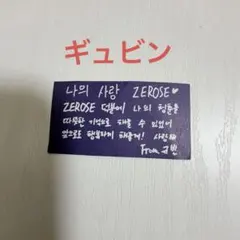 ギュビン
나의 사랑 ZEROSE♥
ZEROSE 덕분에 나의 청춘을
따뜻한 기억으로 채울 수 있었어
앞으로도 행복하게 해줄게! 사랑해
From 규빈